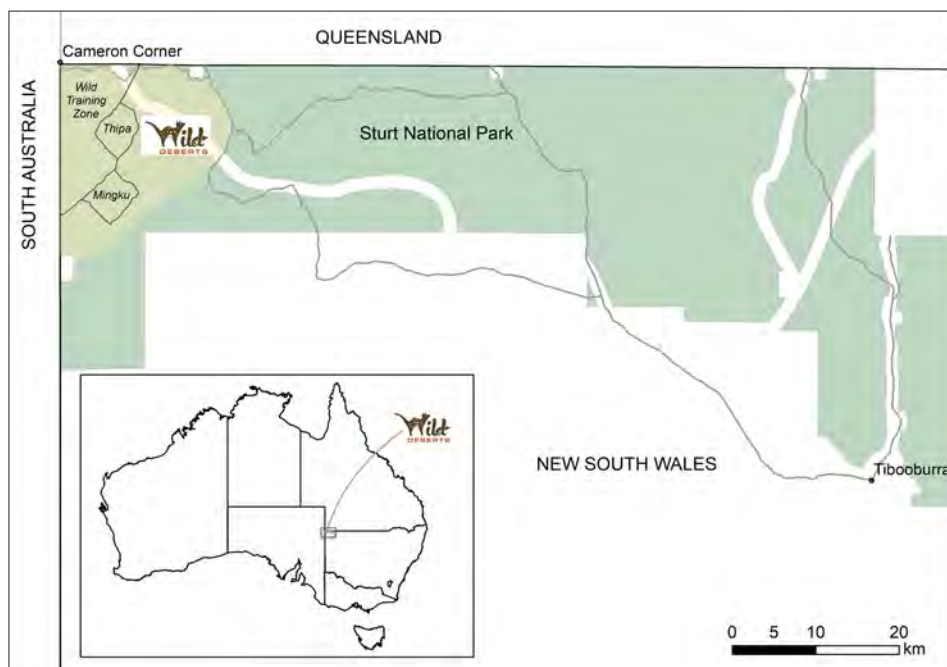 QUEENSLAND
Cameron Corner
SOUTH AUSTRALIA
Wild
Training
Zone
Thipa
Wild
DESERTS
Mingku
Sturt National Park
Wild
DESERTS
NEW SOUTH WALES
Tibooburra
0 5 10 20
km